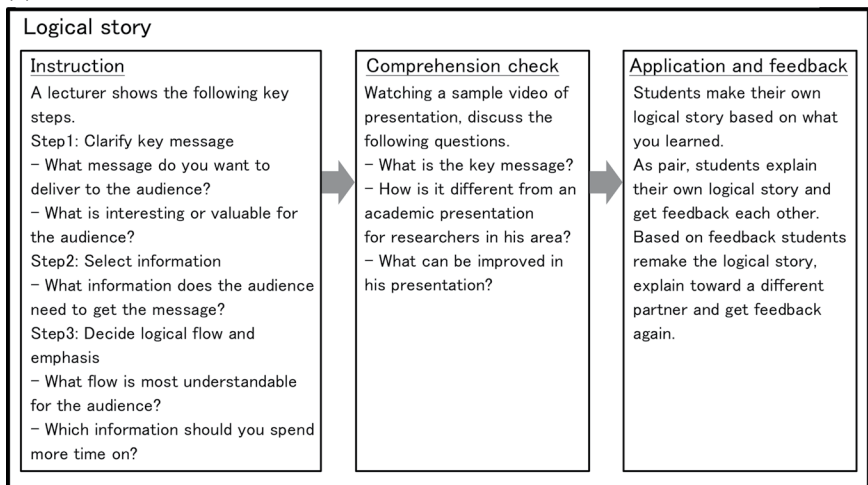 Logical story
Instruction
A lecturer shows the following key
steps.
Step1: Clarify key message
– What message do you want to
deliver to the audience?
– What is interesting or valuable for
the audience?
Step2: Select information
– What information does the audience
need to get the message?
Step3: Decide logical flow and
emphasis
– What flow is most understandable
for the audience?
– Which information should you spend
more time on?
Comprehension check
Watching a sample video of
presentation, discuss the
following questions.
– What is the key message?
– How is it different from an
academic presentation
for researchers in his area?
– What can be improved in
his presentation?
Application and feedback
Students make their own
logical story based on what
you learned.
As pair, students explain
their own logical story and
get feedback each other.
Based on feedback students
remake the logical story,
explain toward a different
partner and get feedback
again.